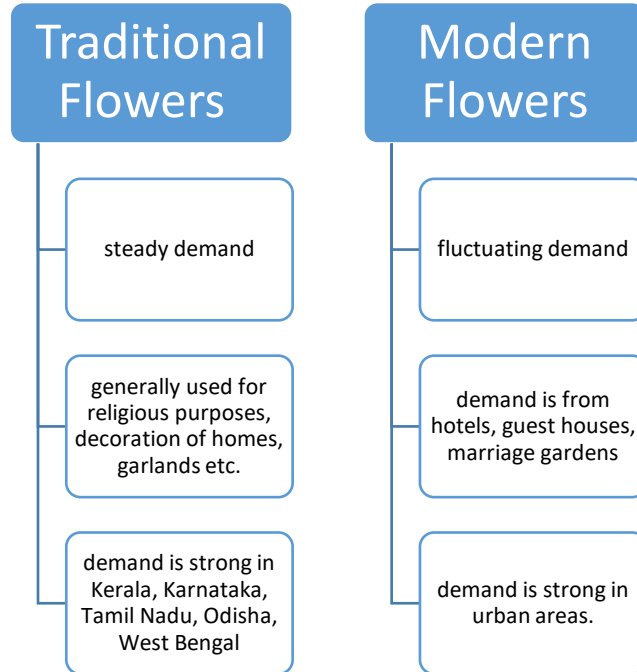 Traditional
Flowers
steady demand
generally used for
religious purposes,
decoration of homes,
garlands etc.
demand is strong in
Kerala, Karnataka,
Tamil Nadu, Odisha,
West Bengal
Modern
Flowers
fluctuating demand
demand is from
hotels, guest houses,
marriage gardens
demand is strong in
urban areas.